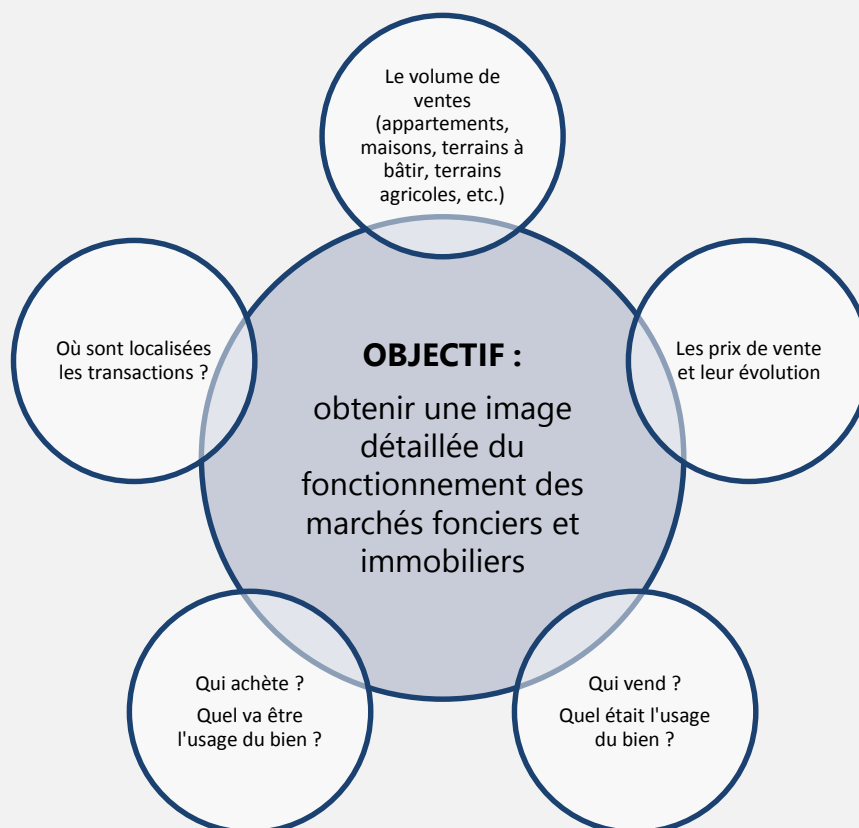 Le volume de
ventes
(appartements,
maisons, terrains à
bâtir, terrains
agricoles, etc.)
Où sont localisées
les transactions ?
OBJECTIF :
obtenir une image
détaillée du
fonctionnement des
marchés fonciers et
immobiliers
Les prix de vente
et leur évolution
Qui achète ?
Quel va être
l'usage du bien ?
Qui vend ?
Quel était l'usage
du bien ?